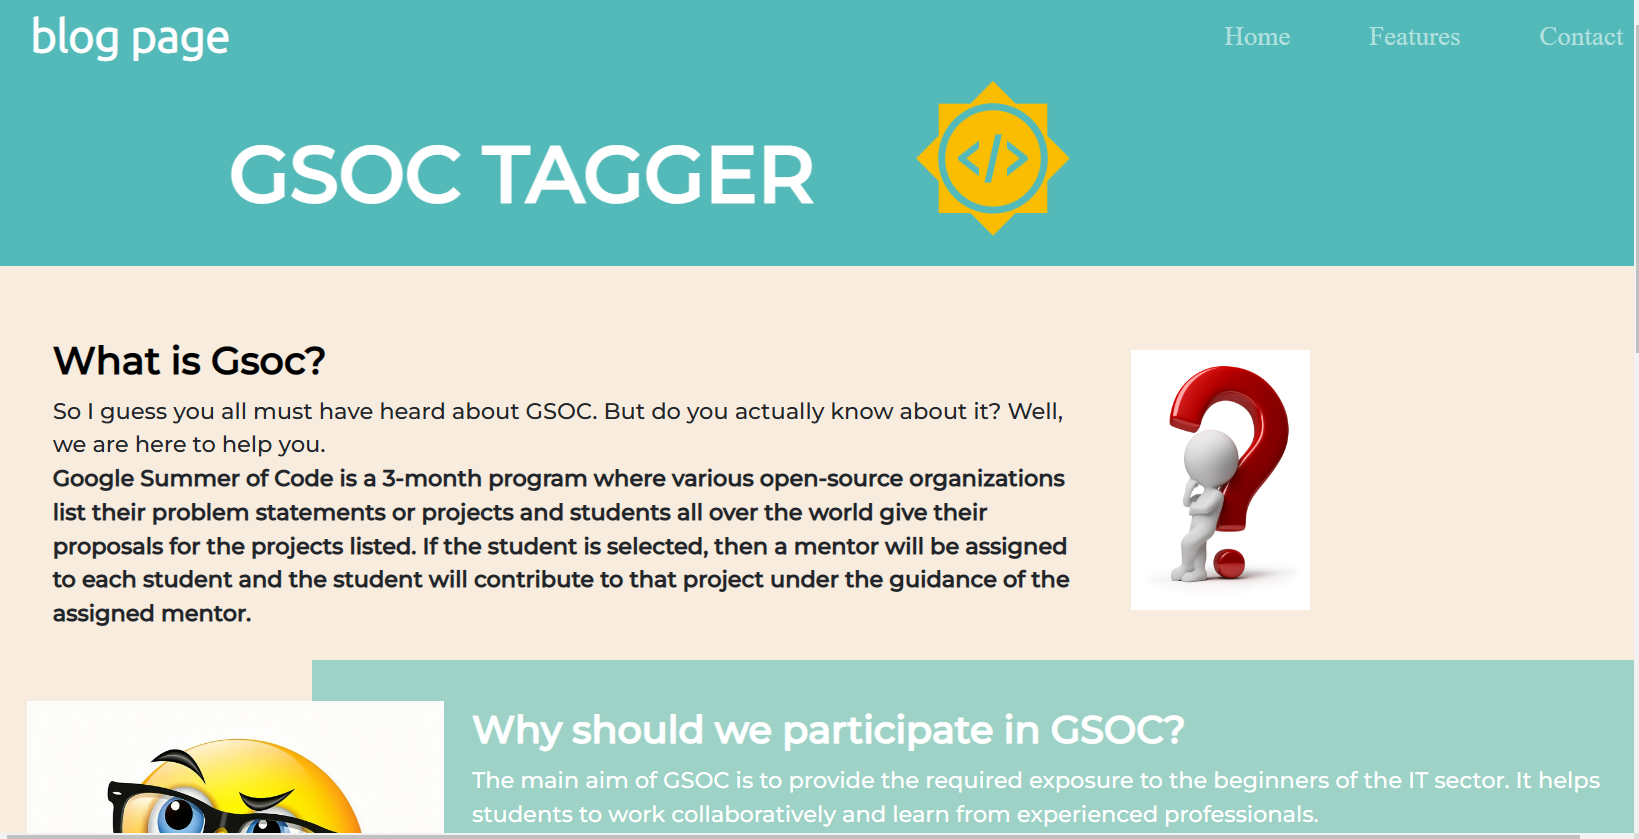 blog page
Home Features Contact
GSOC TAGGER
</>
What is Gsoc?
So I guess you all must have heard about GSOC. But do you actually know about it? Well,
we are here to help you.
Google Summer of Code is a 3-month program where various open-source organizations
list their problem statements or projects and students all over the world give their
proposals for the projects listed. If the student is selected, then a mentor will be assigned
to each student and the student will contribute to that project under the guidance of the
assigned mentor.
Why should we participate in GSOC?
The main aim of GSOC is to provide the required exposure to the beginners of the IT sector. It helps
students to work collaboratively and learn from experienced professionals.